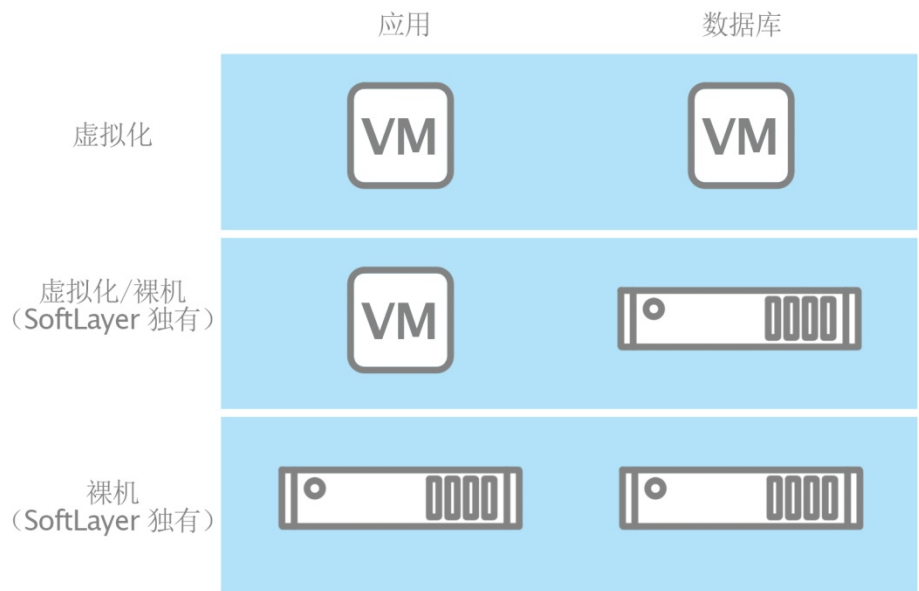 应用 数据库
虚拟化
VM VM
虚拟化/裸机
（SoftLayer 独有）
VM
裸机
（SoftLayer 独有）